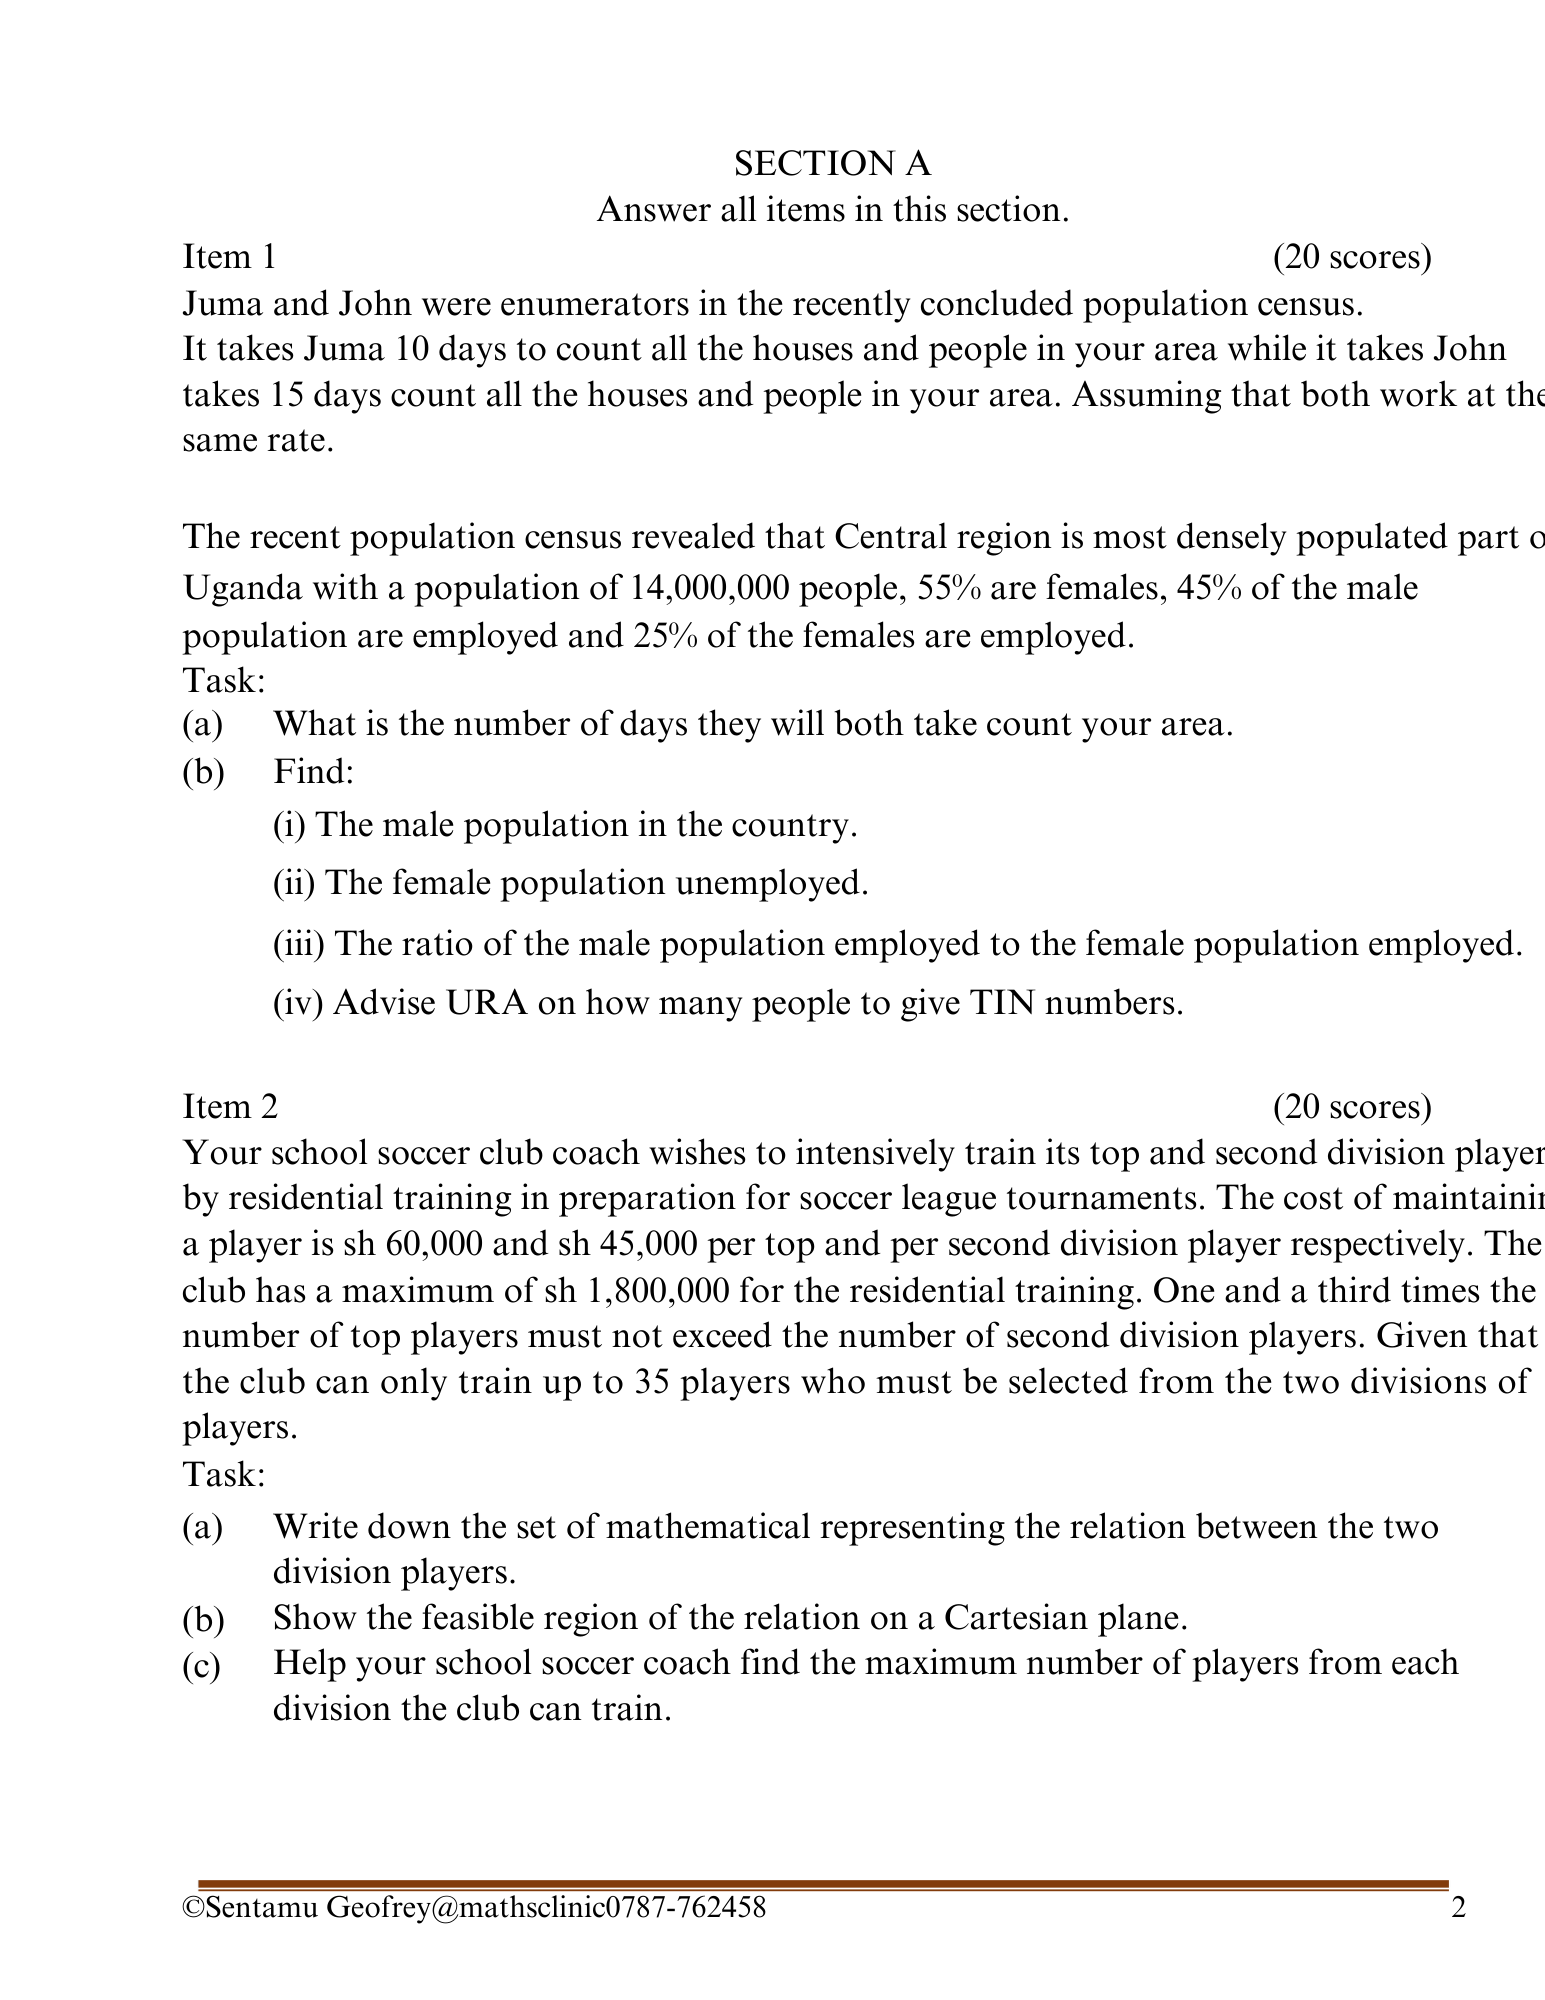 SECTION A
Answer all items in this section.
Item 1 (20 scores)
Juma and John were enumerators in the recently concluded population census.
It takes Juma 10 days to count all the houses and people in your area while it takes John
takes 15 days count all the houses and people in your area. Assuming that both work at the
same rate.
The recent population census revealed that Central region is most densely populated part o
Uganda with a population of 14,000,000 people, 55% are females, 45% of the male
population are employed and 25% of the females are employed.
Task:
(a) What is the number of days they will both take count your area.
(b) Find:
(i) The male population in the country.
(ii) The female population unemployed.
(iii) The ratio of the male population employed to the female population employed.
(iv) Advise URA on how many people to give TIN numbers.
Item 2 (20 scores)
Your school soccer club coach wishes to intensively train its top and second division player
by residential training in preparation for soccer league tournaments. The cost of maintainin
a player is sh 60,000 and sh 45,000 per top and per second division player respectively. The
club has a maximum of sh 1,800,000 for the residential training. One and a third times the
number of top players must not exceed the number of second division players. Given that
the club can only train up to 35 players who must be selected from the two divisions of
players.
Task:
(a) Write down the set of mathematical representing the relation between the two
division players.
(b) Show the feasible region of the relation on a Cartesian plane.
(c) Help your school soccer coach find the maximum number of players from each
division the club can train.
©Sentamu Geofrey@mathsclinic0787-762458 2